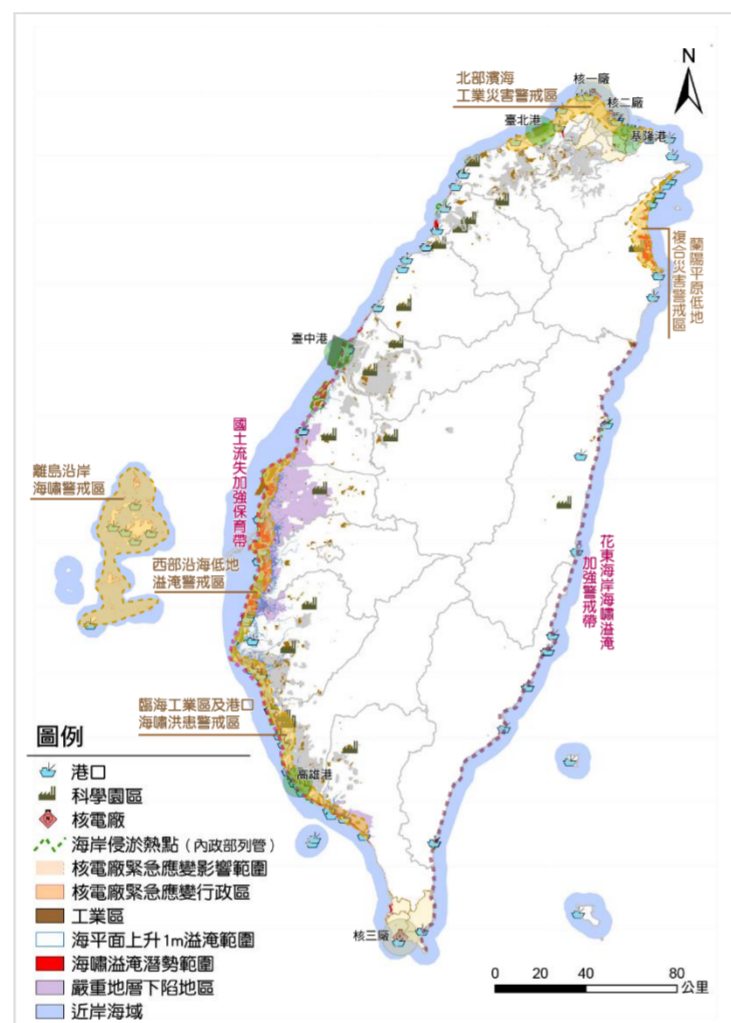 N
核一廠
北部濱海
工業災害警戒區
核二廠
臺北港
基隆港
蘭陽平原低地
複合災害警戒區
臺中港
國土流失加強保育帶
離島沿岸
海嘯警戒區
西部沿海低地
溢淹警戒區
花東海岸海嘯溢淹
加強警戒帶
臨海工業區及港口
海嘯洪患警戒區
高雄港
核三廠
圖例
港口
科學園區
核電廠
海岸侵淤熱點（內政部列管）
核電廠緊急應變影響範圍
核電廠緊急應變行政區
工業區
海平面上升1m溢淹範圍
海嘯溢淹潛勢範圍
嚴重地層下陷地區
近岸海域
0 20 40 80 公里